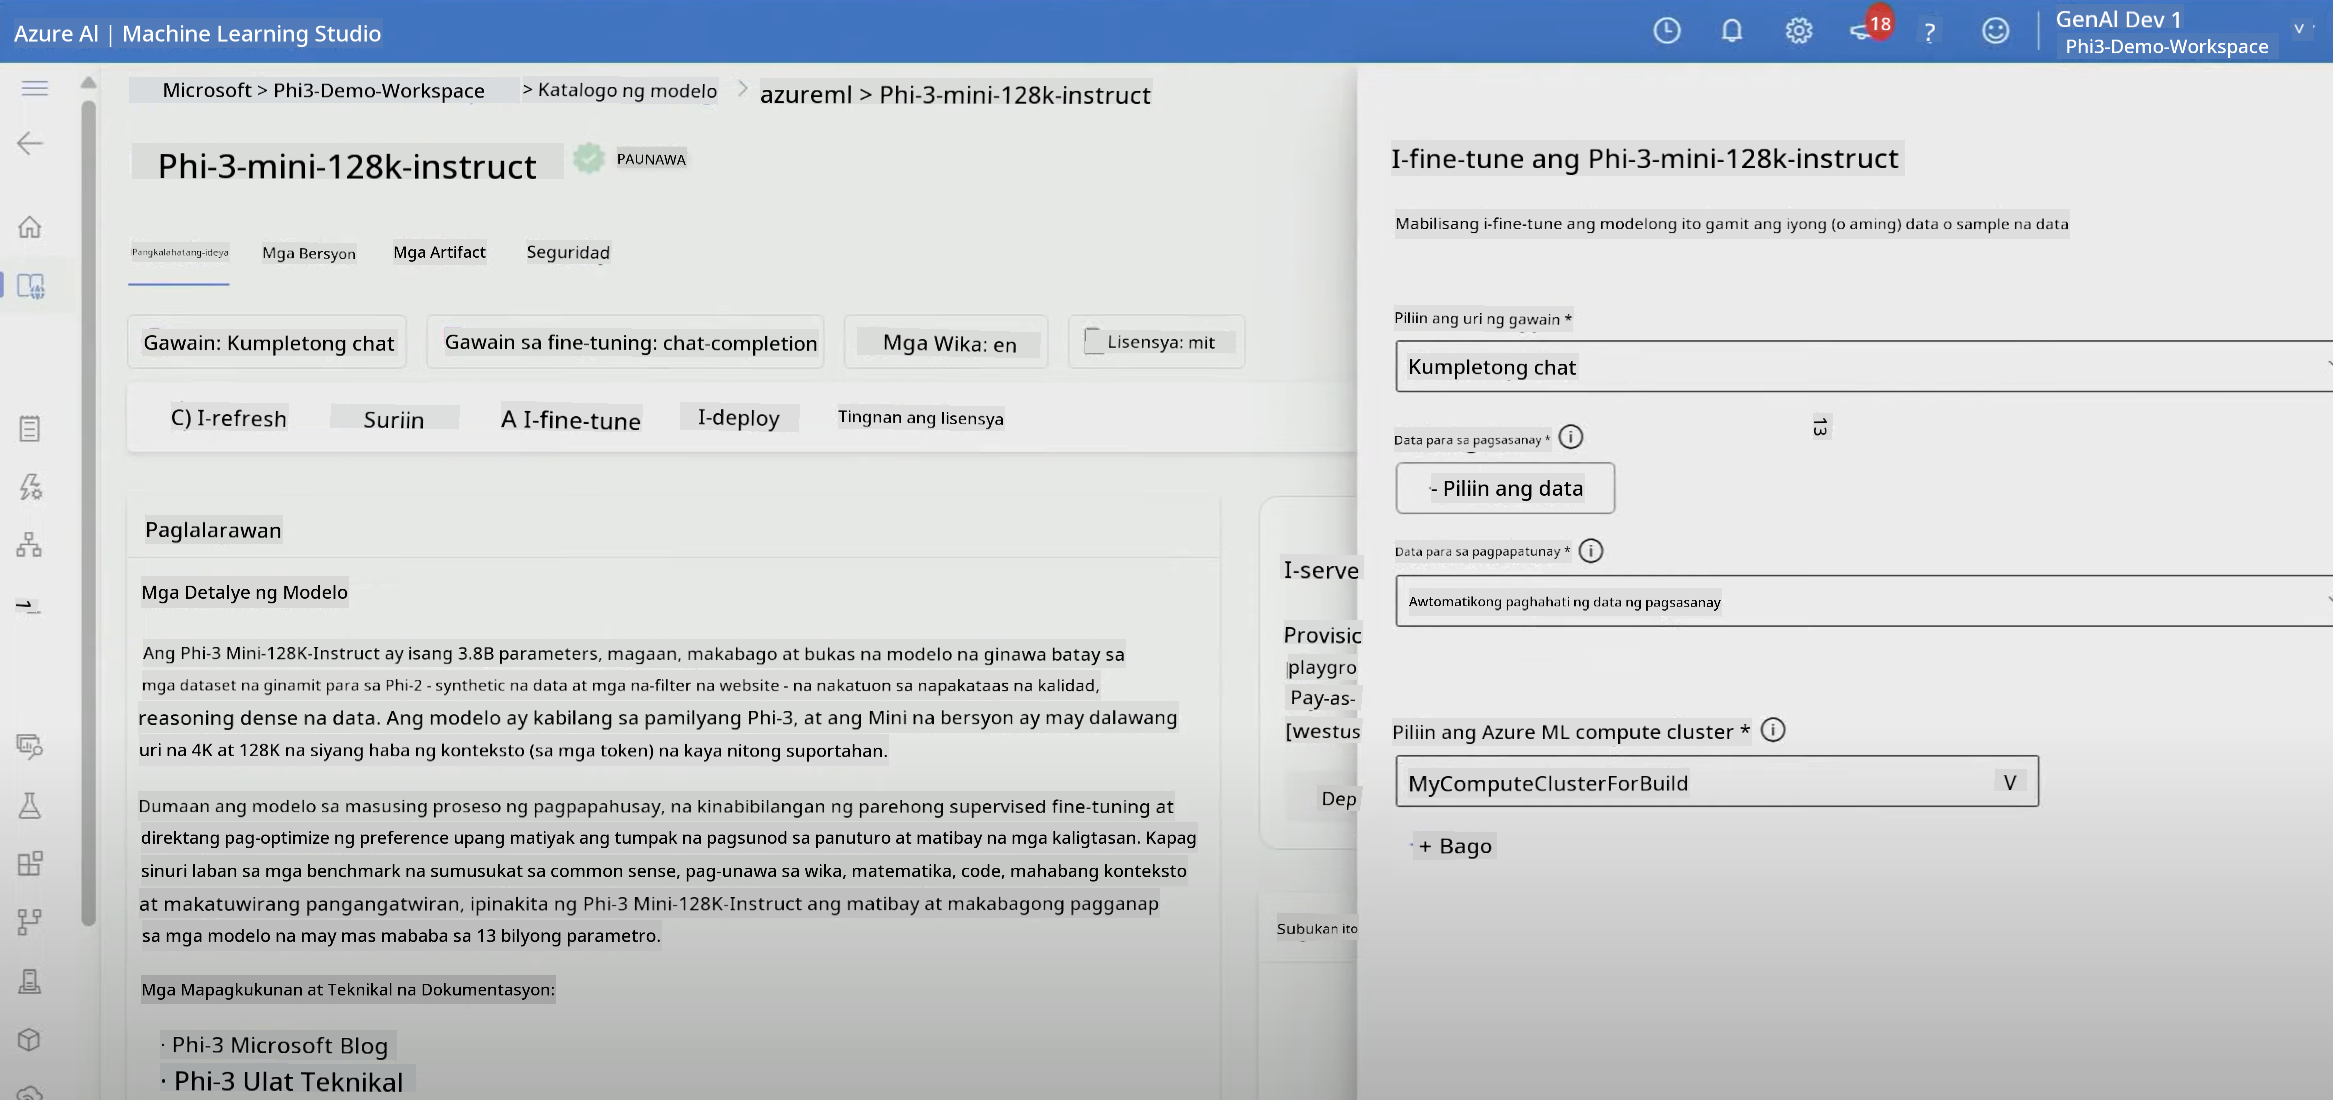 Azure AI | Machine Learning Studio
18
?
GenAI Dev 1
Phi3-Demo-Workspace
Microsoft > Phi3-Demo-Workspace > Katalogo ng modelo > azureml > Phi-3-mini-128k-instruct
Phi-3-mini-128k-instruct PAUNAWA
Pangkalahatang-ideya Mga Bersyon Mga Artifact Seguridad
Gawain: Kumpletong chat Gawain sa fine-tuning: chat-completion Mga Wika: en Lisensya: mit
C) I-refresh Suriin A I-fine-tune I-deploy Tingnan ang lisensya
Paglalarawan
Mga Detalye ng Modelo
Ang Phi-3 Mini-128K-Instruct ay isang 3.8B parameters, magaan, makabago at bukas na modelo na ginawa batay sa
mga dataset na ginamit para sa Phi-2 - synthetic na data at mga na-filter na website - na nakatuon sa napakataas na kalidad,
reasoning dense na data. Ang modelo ay kabilang sa pamilyang Phi-3, at ang Mini na bersyon ay may dalawang
uri na 4K at 128K na siyang haba ng konteksto (sa mga token) na kaya nitong suportahan.
Dumaan ang modelo sa masusing proseso ng pagpapahusay, na kinabibilangan ng parehong supervised fine-tuning at
direktang pag-optimize ng preference upang matiyak ang tumpak na pagsunod sa panuturo at matibay na mga kaligtasan. Kapag
sinuri laban sa mga benchmark na sumusukat sa common sense, pag-unawa sa wika, matematika, code, mahabang konteksto
at makatuwirang pangangatwiran, ipinakita ng Phi-3 Mini-128K-Instruct ang matibay at makabagong pagganap
sa mga modelo na may mas mababa sa 13 bilyong parametro.
Mga Mapagkukunan at Teknikal na Dokumentasyon:
· Phi-3 Microsoft Blog
· Phi-3 Ulat Teknikal
I-serve
Provisic
playgro
Pay-as-
[westus
Dep
Subukan ito
I-fine-tune ang Phi-3-mini-128k-instruct
Mabilisang i-fine-tune ang modelong ito gamit ang iyong (o aming) data o sample na data
Piliin ang uri ng gawain *
Kumpletong chat
13
Data para sa pagsasanay *
- Piliin ang data
Data para sa pagpapatunay *
Awtomatikong paghahati ng data ng pagsasanay
Piliin ang Azure ML compute cluster *
MyComputeClusterForBuild V
+ Bago